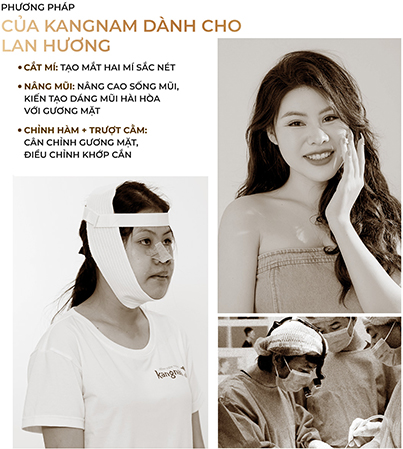 PHƯƠNG PHÁP
CỦA KANGNAM DÀNH CHO
LAN HƯƠNG
• CẮT MÍ: TẠO MẮT HAI MÍ SẮC NÉT
• NÂNG MŨI: NÂNG CAO SỐNG MŨI,
KIẾN TẠO DÁNG MŨI HÀI HÒA
VỚI GƯƠNG MẶT
• CHỈNH HÀM + TRƯỢT CẰM:
CÂN CHỈNH GƯƠNG MẶT,
ĐIỀU CHỈNH KHỚP CẮN
kangnam